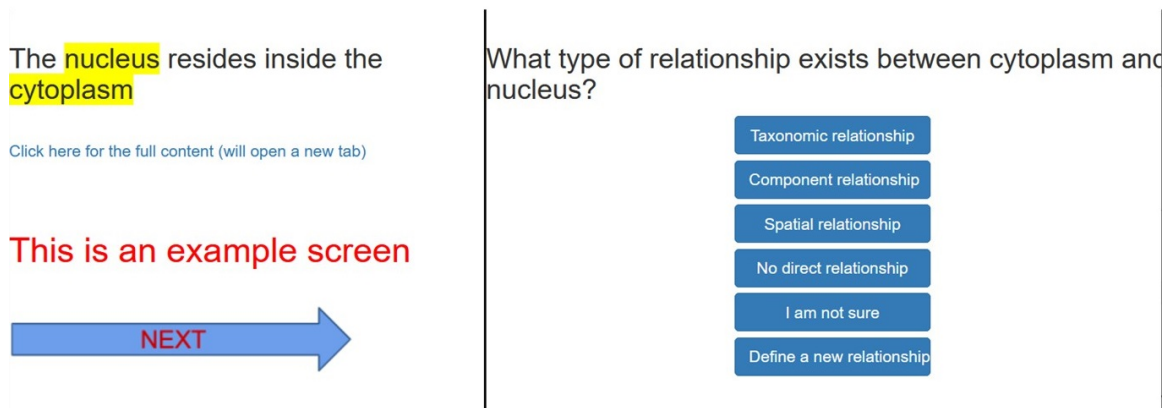 The nucleus resides inside the
cytoplasm
Click here for the full content (will open a new tab)
This is an example screen
NEXT
What type of relationship exists between cytoplasm and
nucleus?
Taxonomic relationship
Component relationship
Spatial relationship
No direct relationship
I am not sure
Define a new relationship